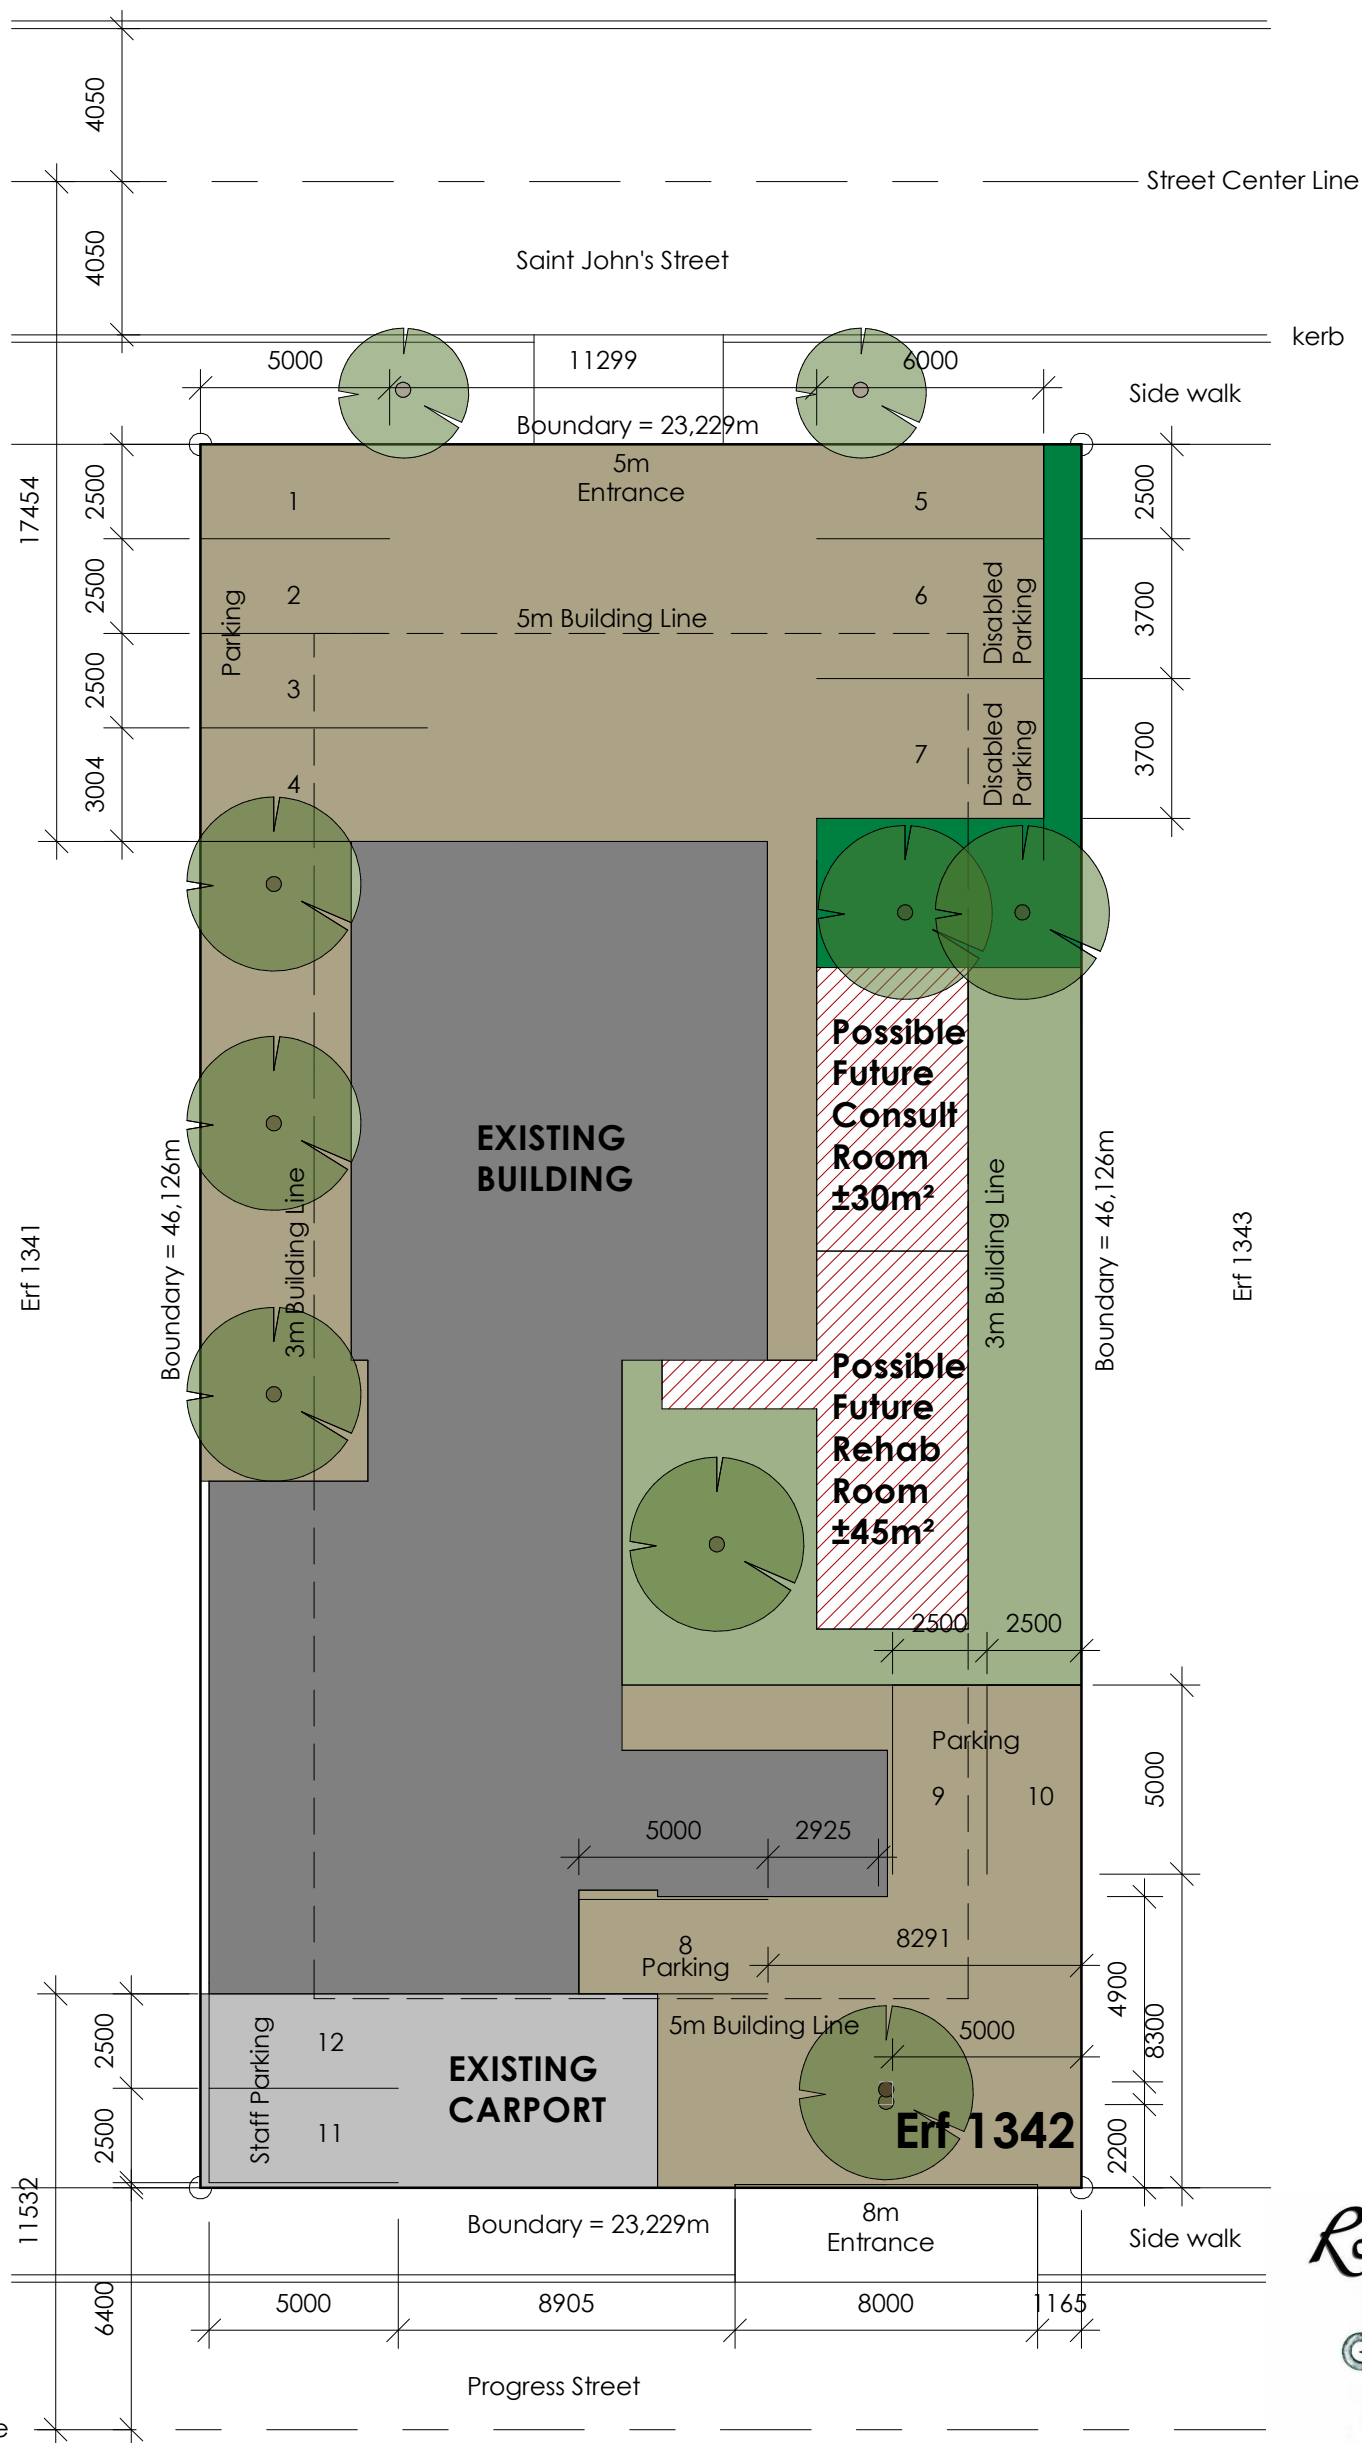 4050
Street Center Line
4050
Saint John's Street
kerb
5000
11299
6000
Side walk
Boundary = 23,229m
5m
Entrance
17454
2500
1
5
2500
2500
Parking
2
5m Building Line
6
Disabled
Parking
3700
2500
3
3004
4
7
Disabled
Parking
3700
Possible
Future
Consult
Room
±30m²
EXISTING
BUILDING
Erf 1341
Boundary = 46,126m
3m Building Line
3m Building Line
Boundary = 46,126m
Erf 1343
Possible
Future
Rehab
Room
±45m²
2500
2500
Parking
9
10
5000
5000
2925
8
Parking
8291
4900
8300
5m Building Line
5000
2500
Staff Parking
12
EXISTING
CARPORT
2500
11
Erf 1342
2200
11532
Boundary = 23,229m
8m
Entrance
Side walk
6400
5000
8905
8000
1165
Progress Street